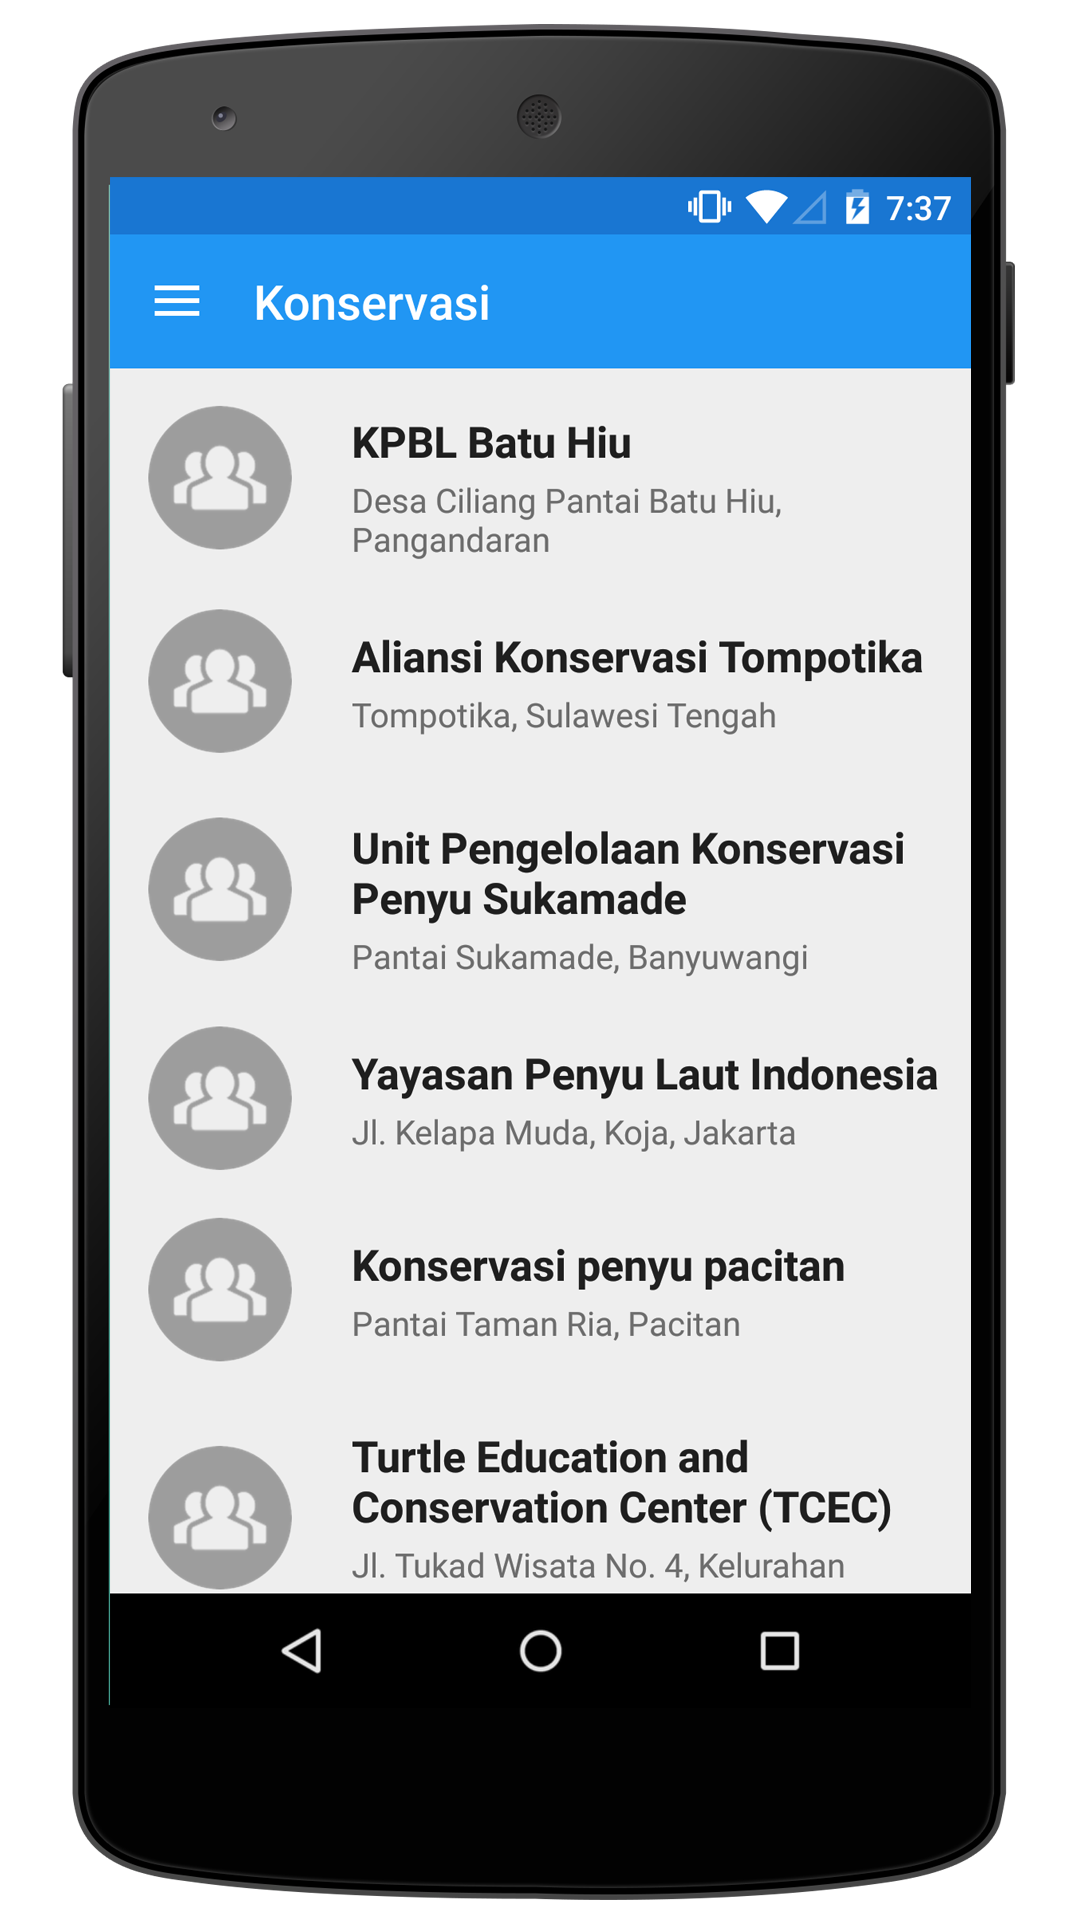 7:37
Konservasi
KPBL Batu Hiu
Desa Ciliang Pantai Batu Hiu,
Pangandaran
Aliansi Konservasi Tompotika
Tompotika, Sulawesi Tengah
Unit Pengelolaan Konservasi
Penyu Sukamade
Pantai Sukamade, Banyuwangi
Yayasan Penyu Laut Indonesia
Jl. Kelapa Muda, Koja, Jakarta
Konservasi penyu pacitan
Pantai Taman Ria, Pacitan
Turtle Education and
Conservation Center (TCEC)
Jl. Tukad Wisata No. 4, Kelurahan